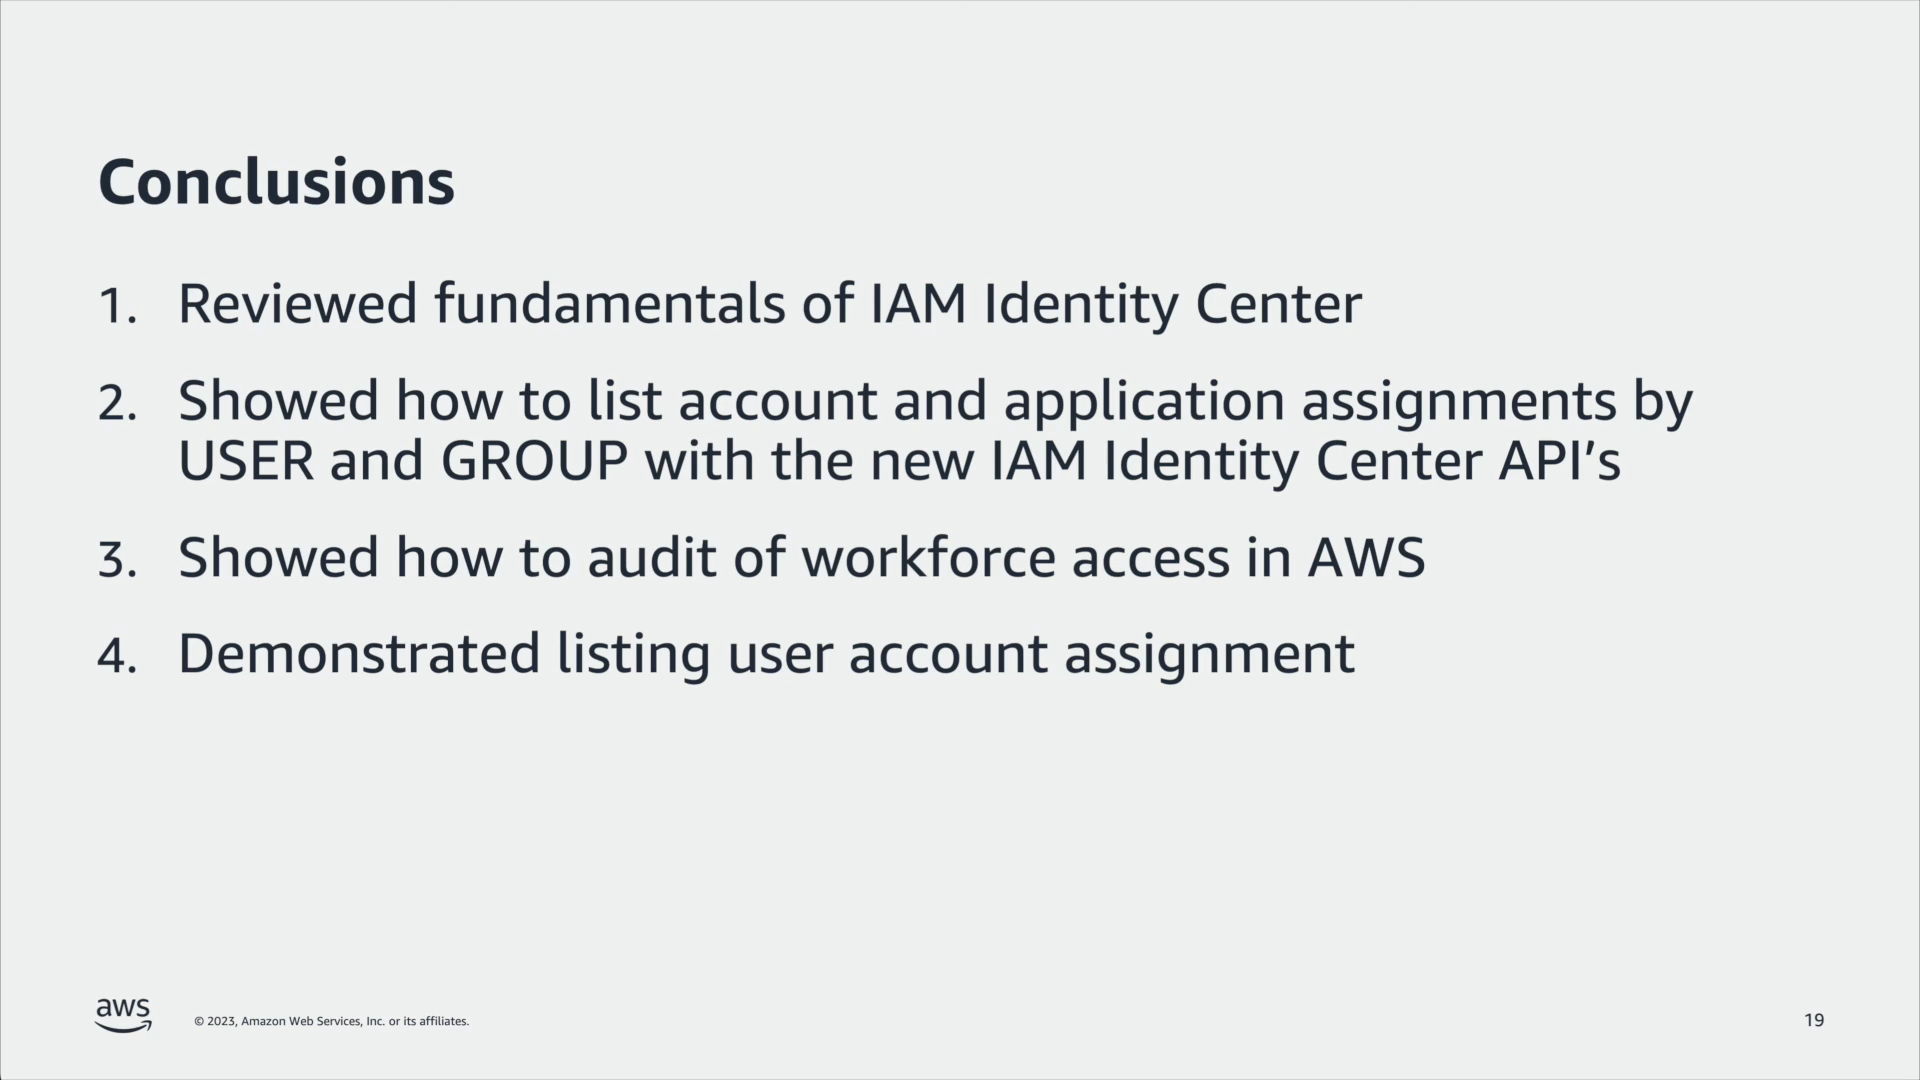 Conclusions
1. Reviewed fundamentals of IAM Identity Center
2. Showed how to list account and application assignments by
USER and GROUP with the new IAM Identity Center API’s
3. Showed how to audit of workforce access in AWS
4. Demonstrated listing user account assignment
aws
© 2023, Amazon Web Services, Inc. or its affiliates.
19